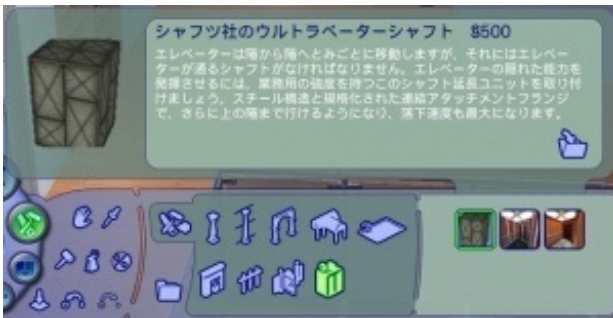 シャフツ社のウルトラベーターシャフト　§500
エレベーターは階から階へとみごとに移動しますが、それにはエレベー
ターが通るシャフトがなければなりません。エレベーターの隠れた能力を
発揮させるには、業務用の強度を持つこのシャフト延長ユニットを取り付
けましょう。スチール構造と規格化された連結アタッチメントフランジ
で、さらに上の階まで行けるようになり、落下速度も最大になります。